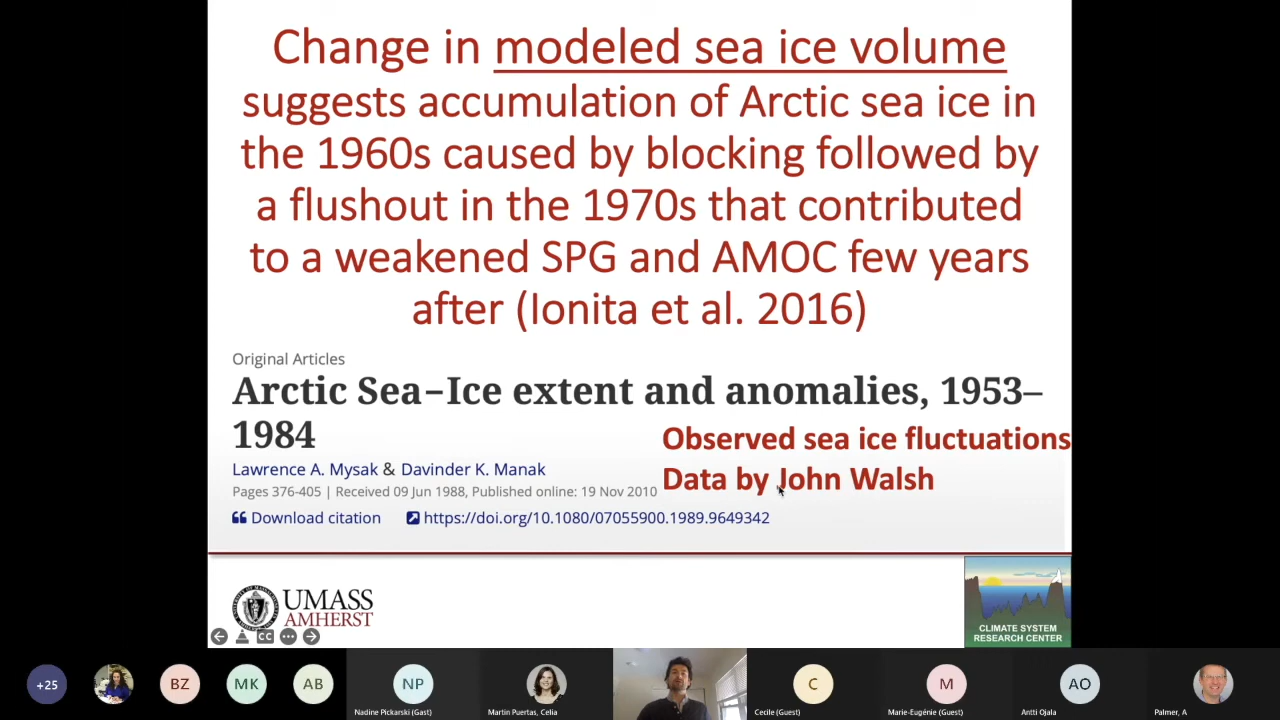 Change in modeled sea ice volume
suggests accumulation of Arctic sea ice in
the 1960s caused by blocking followed by
a flushout in the 1970s that contributed
to a weakened SPG and AMOC few years
after (Ionita et al. 2016)
Original Articles
Arctic Sea–Ice extent and anomalies, 1953–
1984
Observed sea ice fluctuations
Lawrence A. Mysak & Davinder K. Manak
Data by John Walsh
Pages 376-405 | Received 09 Jun 1988, Published online: 19 Nov 2010
Download citation https://doi.org/10.1080/07055900.1989.9649342
UMASS
AMHERST
CC
CLIMATE SYSTEM
RESEARCH CENTER
+25 BZ MK AB NP C M AO
Nadine Pickarski (Gast) Martin Puertas, Celia Cecile (Guest) Marie-Eugénie (Guest) Antti Ojala Palmer, A